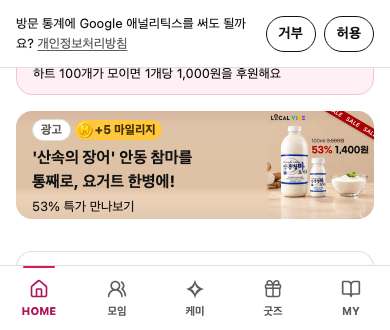 방문 통계에 Google 애널리틱스를 써도 될까
요? 개인정보처리방침
거부
허용
하트 100개가 모이면 1개당 1,000원을 후원해요
광고
+5 마일리지
'산속의 장어' 안동 참마를
통째로, 요거트 한병에!
53% 특가 만나보기
LOCAL VIBE
SALE SALE SALE
100ml
53% 1,400원
HOME
모임
케미
굿즈
MY